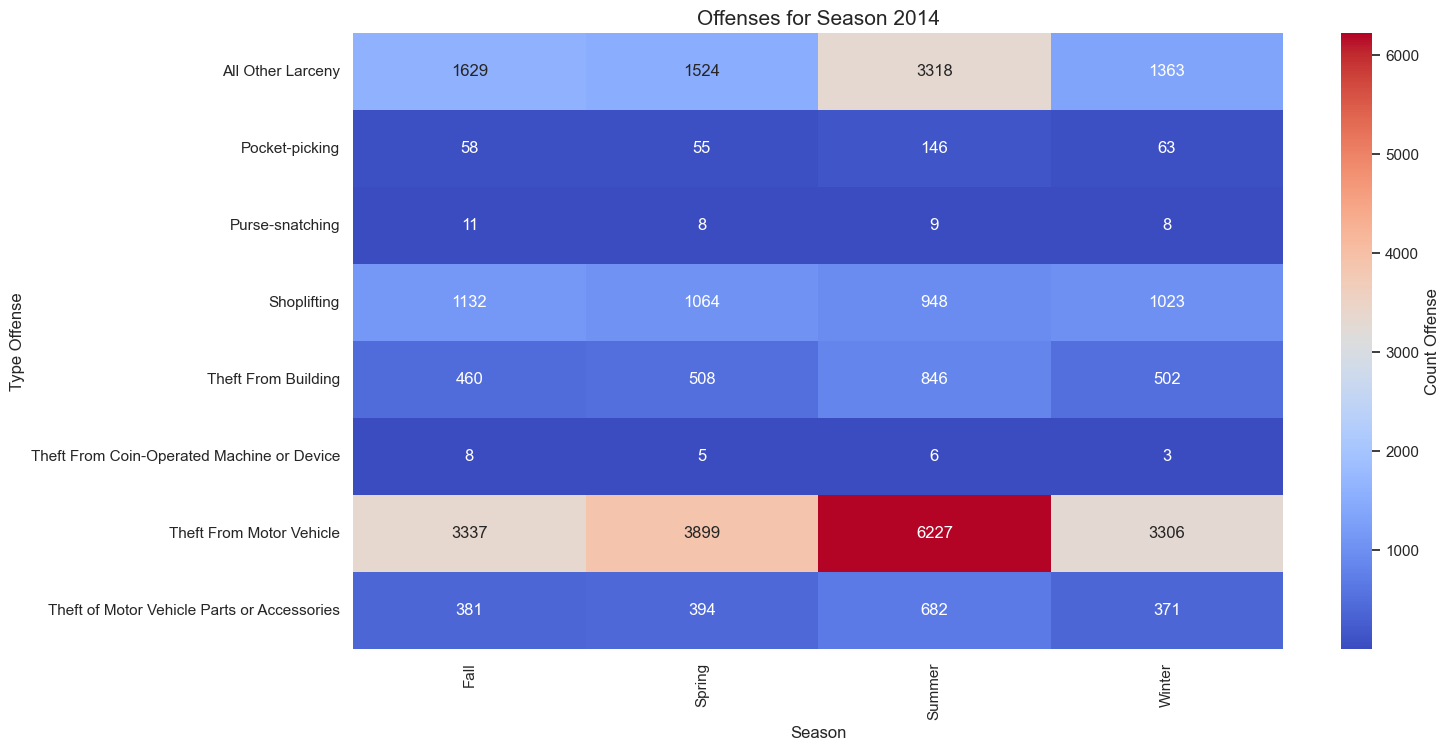 Offenses for Season 2014
Type Offense
All Other Larceny 1629 1524 3318 1363
Pocket-picking 58 55 146 63
Purse-snatching 11 8 9 8
Shoplifting 1132 1064 948 1023
Theft From Building 460 508 846 502
Theft From Coin-Operated Machine or Device 8 5 6 3
Theft From Motor Vehicle 3337 3899 6227 3306
Theft of Motor Vehicle Parts or Accessories 381 394 682 371
Fall Spring Summer Winter
Season
6000
5000
4000
3000
2000
1000
Count Offense